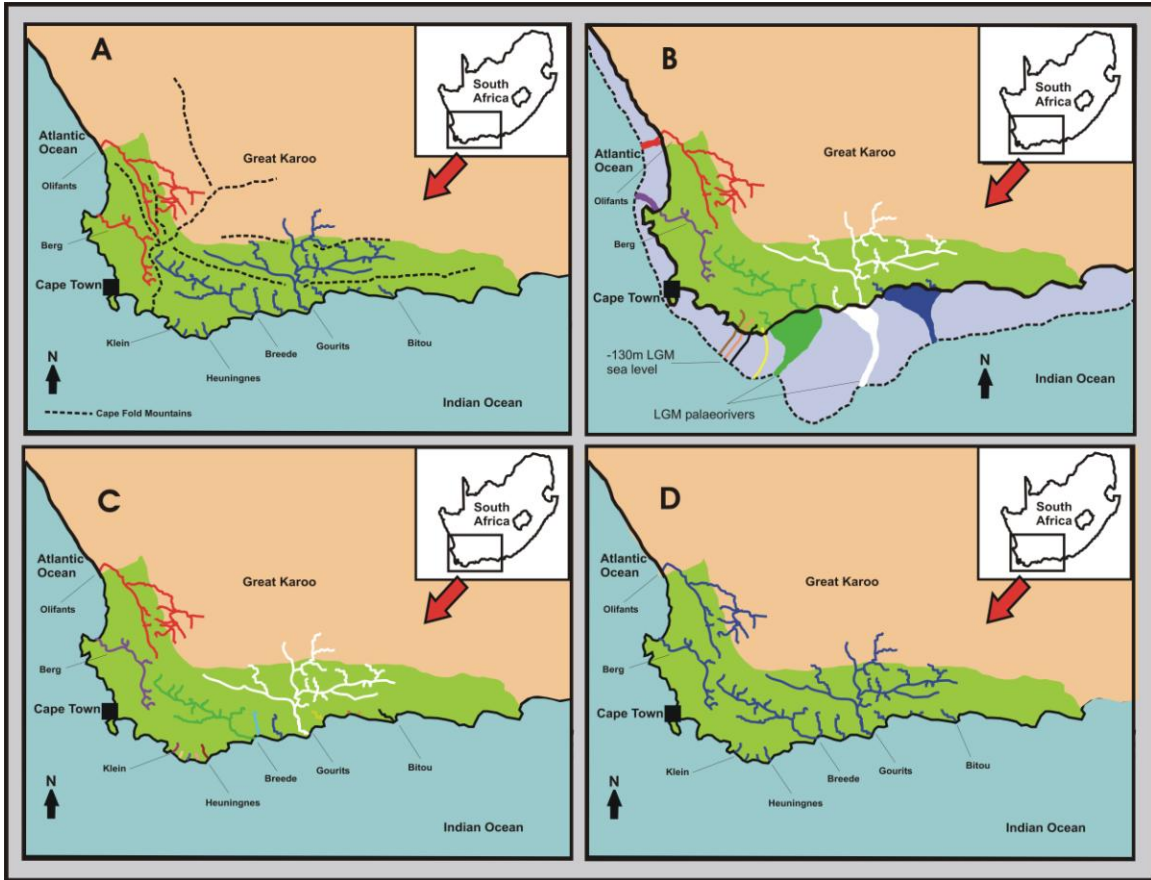 A
South
Africa
Atlantic
Ocean
Great Karoo
Olifants
Berg
Cape Town
Klein
Breede
Gourits
Bitou
Heuningnes
N
Cape Fold Mountains
Indian Ocean
B
South
Africa
Atlantic
Ocean
Great Karoo
Olifants
Berg
Cape Town
-130m LGM
sea level
N
LGM palaeorivers
Indian Ocean
C
South
Africa
Atlantic
Ocean
Great Karoo
Olifants
Berg
Cape Town
Klein
Breede
Gourits
Bitou
Heuningnes
N
Indian Ocean
D
South
Africa
Atlantic
Ocean
Great Karoo
Olifants
Berg
Cape Town
Klein
Breede
Gourits
Bitou
Heuningnes
N
Indian Ocean